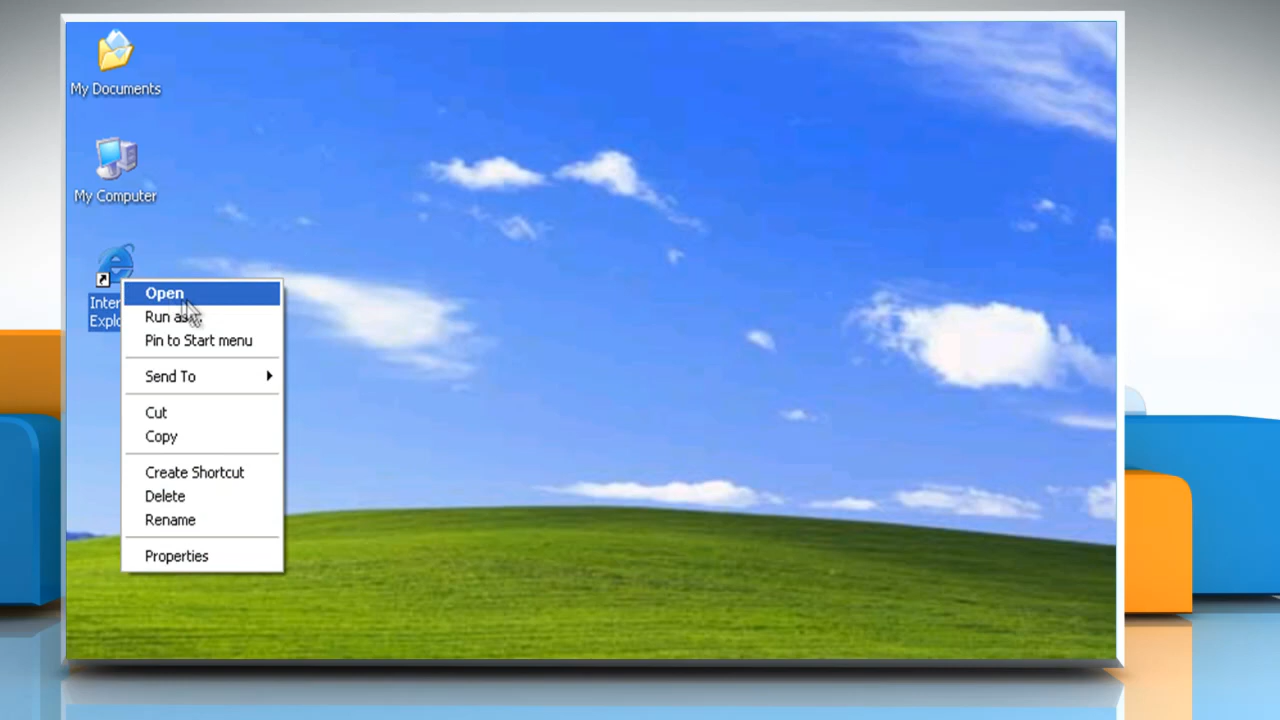 My Documents
My Computer
Open
Pin to Start menu
Send To
Cut
Copy
Create Shortcut
Delete
Rename
Properties